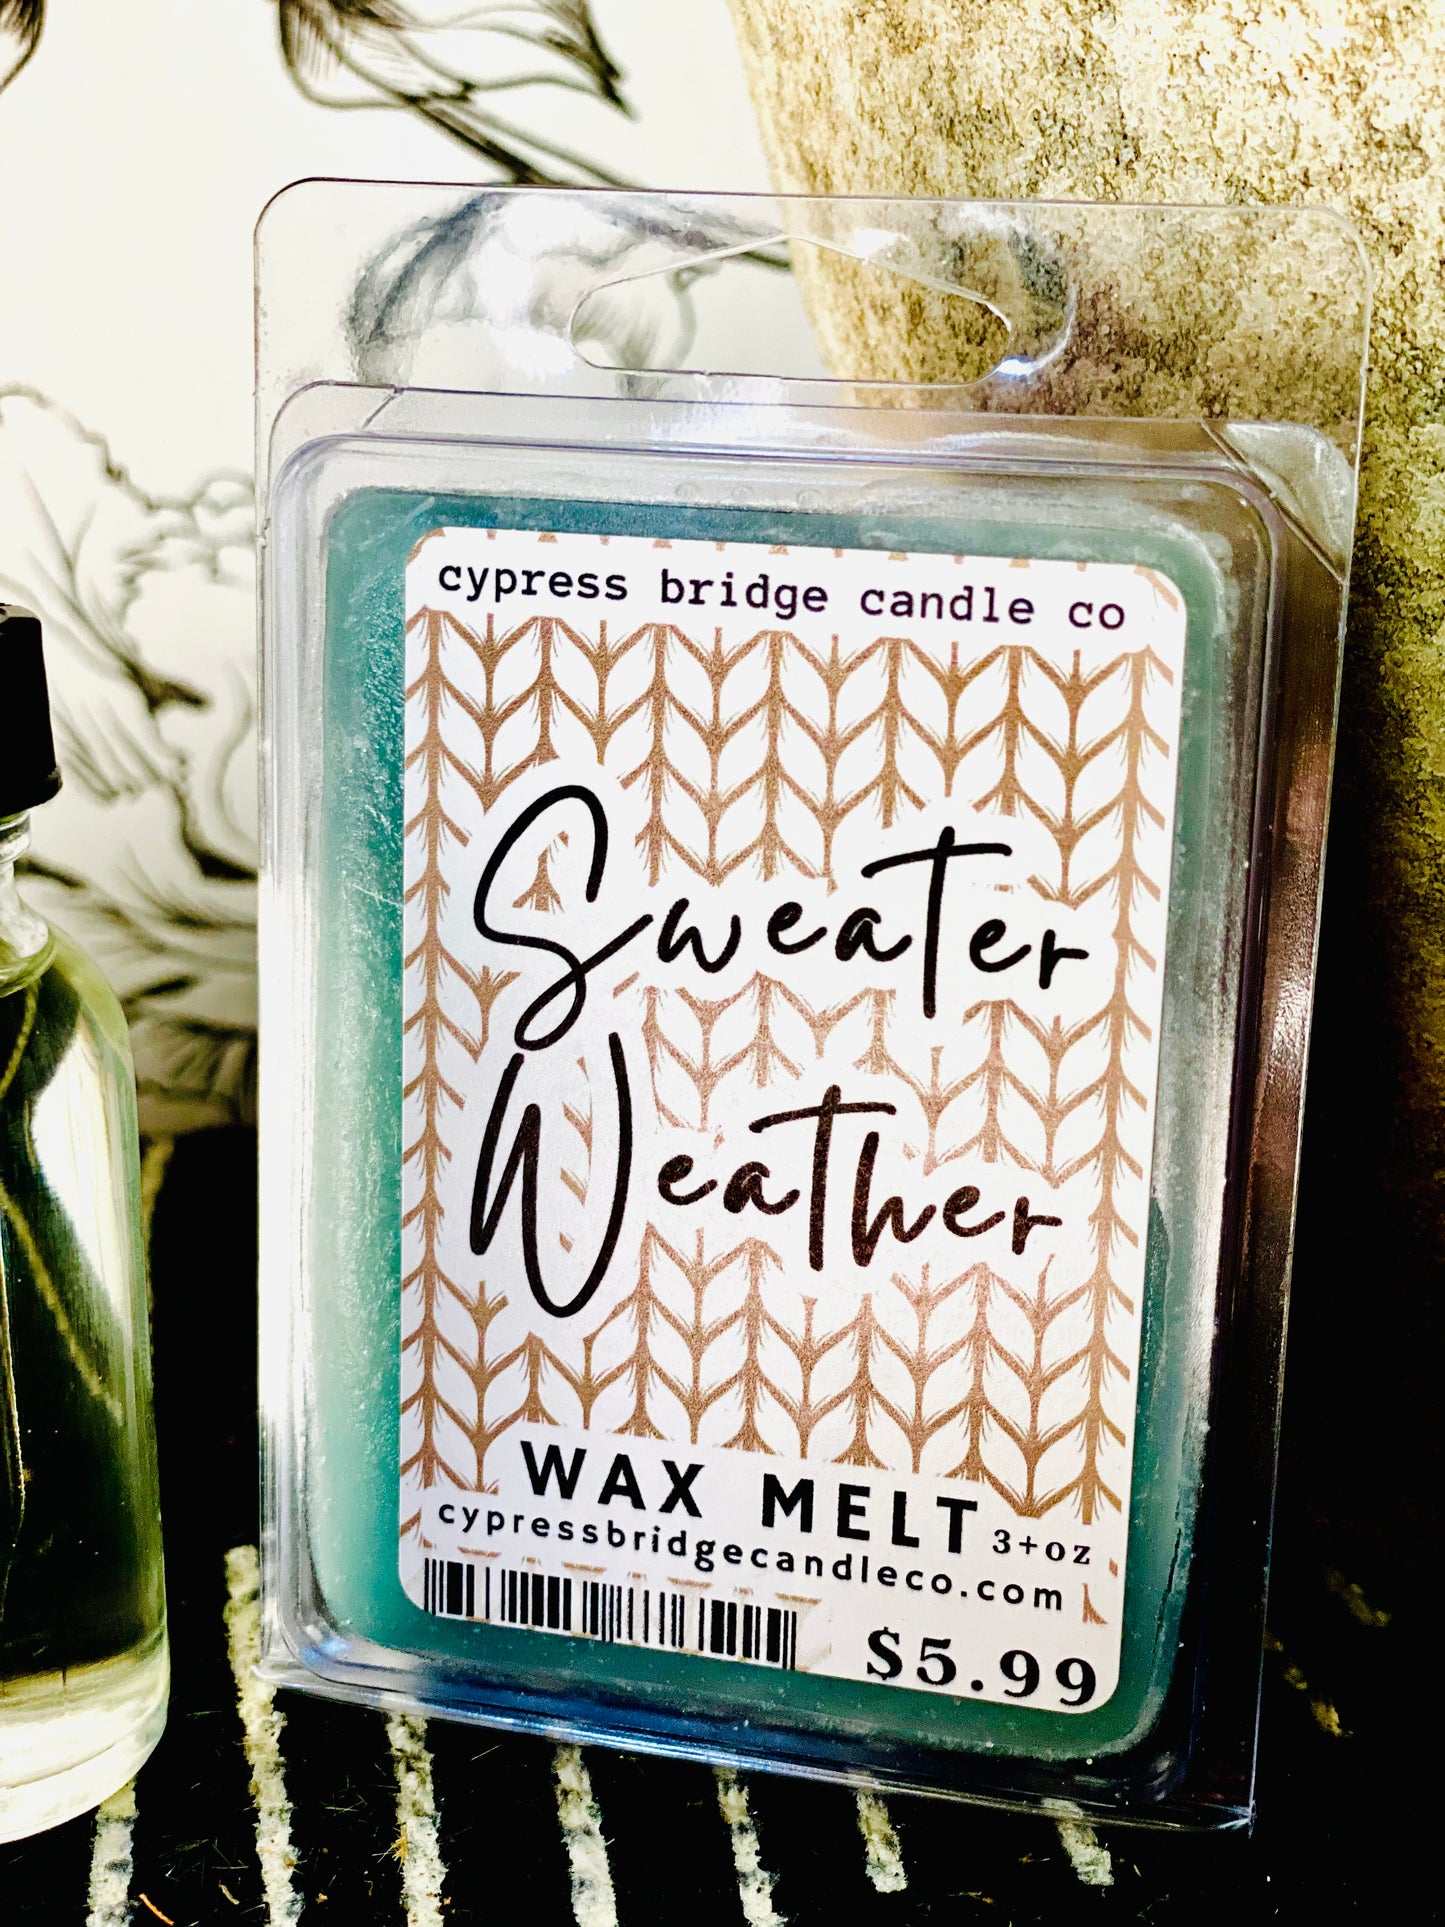 cypress bridge candle co
Sweater
Weather
WAX MELT 3+oz
cypressbridgecandleco.com
$5.99